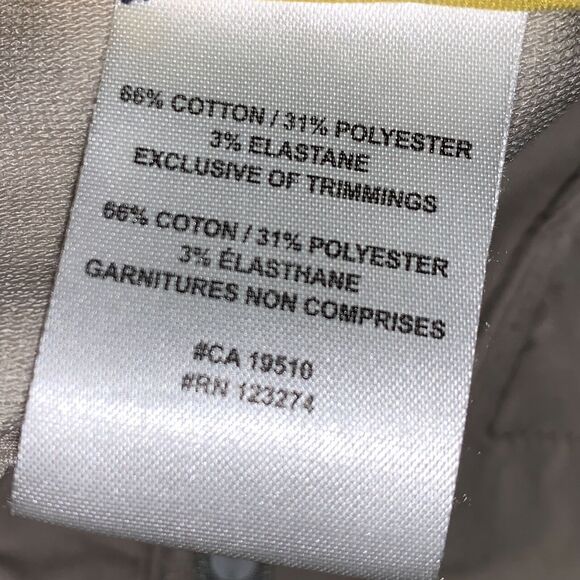 66% COTTON / 31% POLYESTER
3% ELASTANE
EXCLUSIVE OF TRIMMINGS
66% COTON / 31% POLYESTER
3% ÉLASTHANE
GARNITURES NON COMPRISES
#CA 19510
#RN 123274